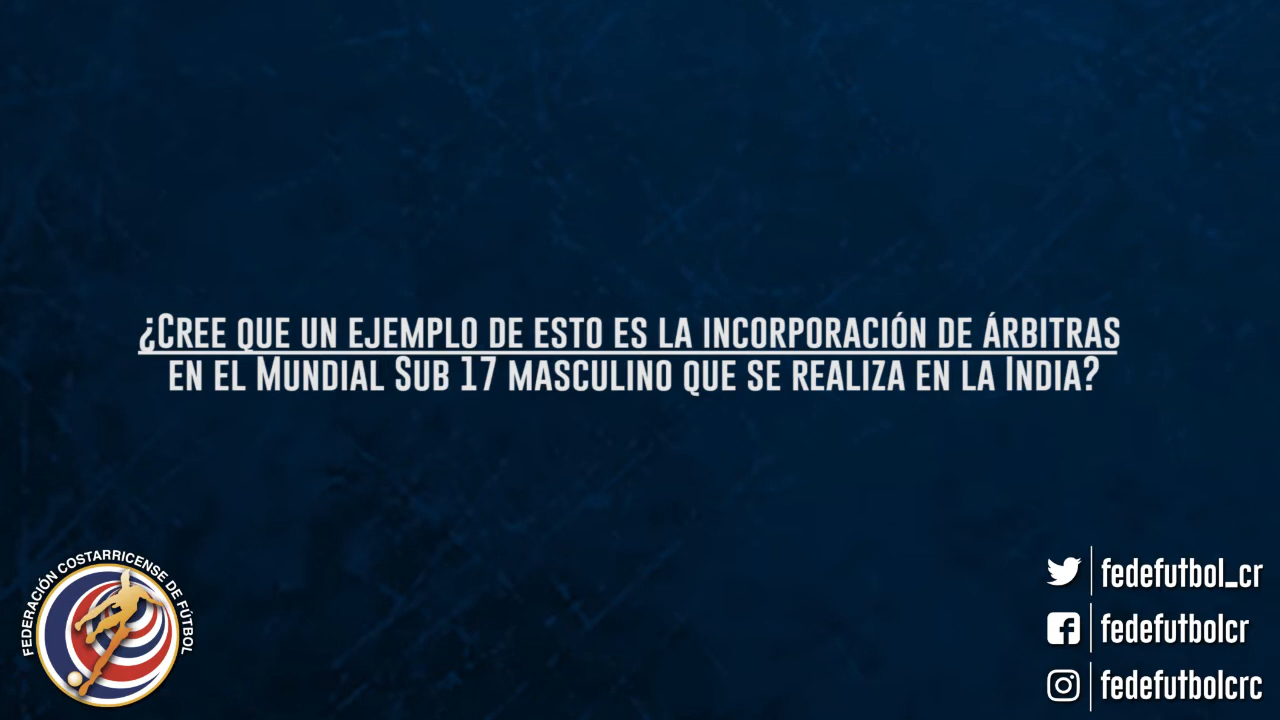 ¿Cree que un ejemplo de esto es la incorporación de árbitras
en el Mundial Sub 17 masculino que se realiza en la India?
FEDERACIÓN COSTARRICENSE DE FÚTBOL
fedefutbol_cr
fedefutbolcr
fedefutbolcrc